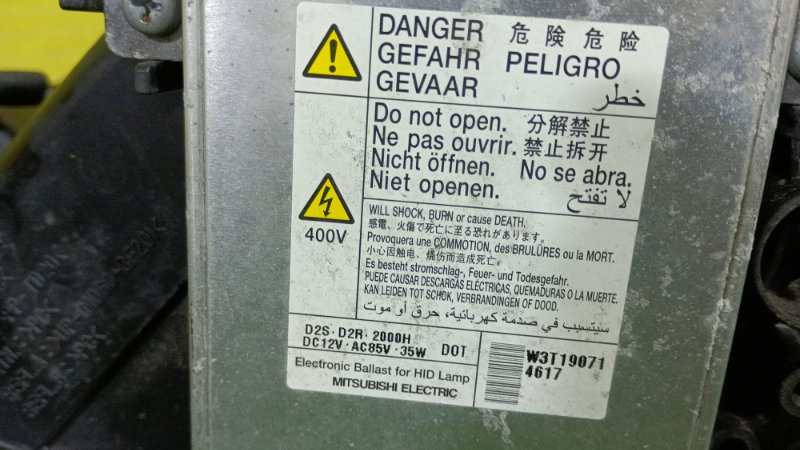 DANGER 危険 危险
GEFAHR PELIGRO
GEVAAR خطر
Do not open. 分解禁止
Ne pas ouvrir. 禁止拆开
Nicht öffnen. No se abra.
Niet openen. لا تفتح
400V
WILL SHOCK, BURN or cause DEATH.
感電、火傷で死亡に至る恐れがあります。
Provoquera une COMMOTION, des BRULÛRES ou la MORT.
小心因触电、烧伤而造成死亡。
Es besteht stromschlag-, Feuer- und Todesgefahr.
PUEDE CAUSAR DESCARGAS ELÉCTRICAS, QUEMADURAS O LA MUERTE.
KAN LEIDEN TOT SCHOK, VERBRANDINGEN OF DOOD.
سيتسبب في صدمة كهربائية، حرق أو موت
D2S・D2R・2000H
DC12V・AC85V・35W DOT
Electronic Ballast for HID Lamp
MITSUBISHI ELECTRIC
W3T19071
4617